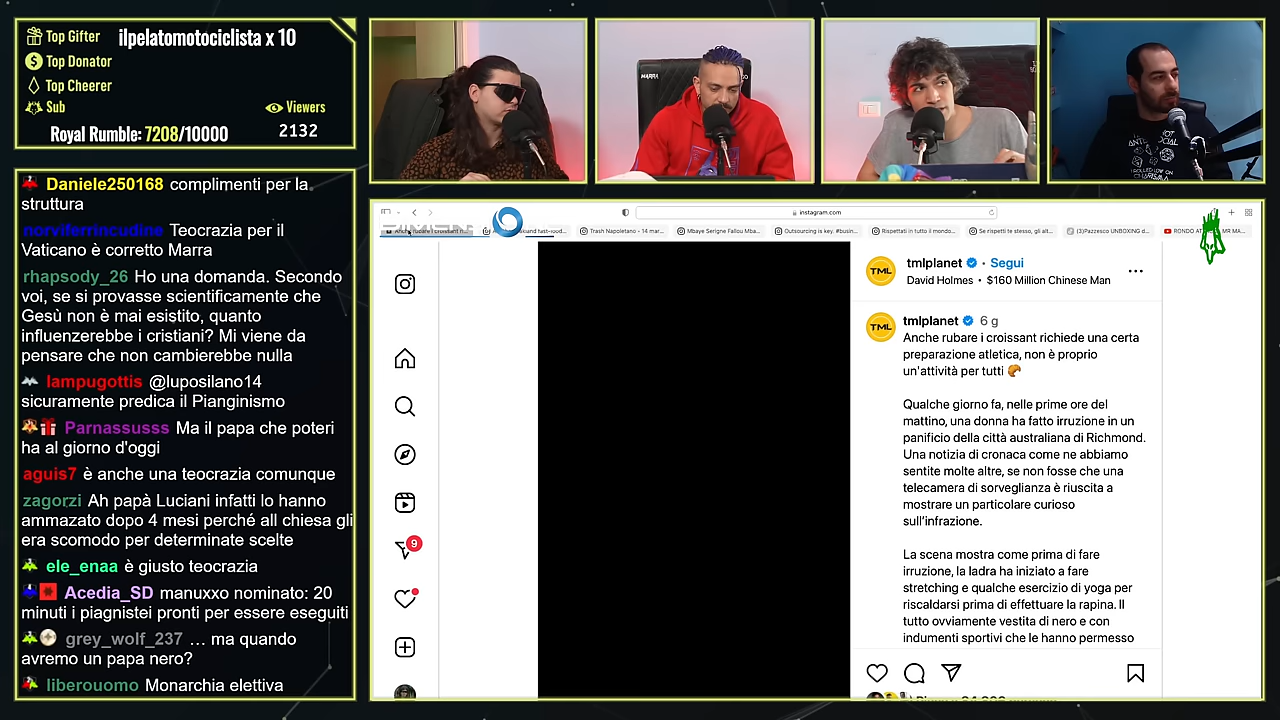 Top Gifter
ilpelatomotociclista x 10
Top Donator
Top Cheerer
Sub
Viewers
Royal Rumble: 7208/10000
2132
Daniele250168 complimenti per la
struttura
norviferrincudine Teocrazia per il
Vaticano è corretto Marra
rhapsody_26 Ho una domanda. Secondo
voi, se si provasse scientificamente che
Gesù non è mai esistito, quanto
influenzerebbe i cristiani? Mi viene da
pensare che non cambierebbe nulla
lampugottis @luposilano14
sicuramente predica il Pianginismo
Parnassusss Ma il papa che poteri
ha al giorno d'oggi
aguis7 è anche una teocrazia comunque
zagorzi Ah papà Luciani infatti lo hanno
ammazato dopo 4 mesi perché all chiesa gli
era scomodo per determinate scelte
ele_enaa è giusto teocrazia
Acedia_SD manuxxo nominato: 20
minuti i piagnistei pronti per essere eseguiti
grey_wolf_237 ... ma quando
avremo un papa nero?
liberouomo Monarchia elettiva
MARRA
instagram.com
Trash Napoletano - 14 mar...
Mbaye Serigne Fallou Mba...
Outsourcing is key. #busin...
Rispettati in tutto il mondo...
Se rispetti te stesso, gli alt...
(3)Pazzesco UNBOXING d...
TML
tmlplanet • Segui
David Holmes • $160 Million Chinese Man
TML
tmlplanet 6 g
Anche rubare i croissant richiede una certa
preparazione atletica, non è proprio
un'attività per tutti 🥐
Qualche giorno fa, nelle prime ore del
mattino, una donna ha fatto irruzione in un
panificio della città australiana di Richmond.
Una notizia di cronaca come ne abbiamo
sentite molte altre, se non fosse che una
telecamera di sorveglianza è riuscita a
mostrare un particolare curioso
sull'infrazione.
La scena mostra come prima di fare
irruzione, la ladra ha iniziato a fare
stretching e qualche esercizio di yoga per
riscaldarsi prima di effettuare la rapina. Il
tutto ovviamente vestita di nero e con
indumenti sportivi che le hanno permesso
9